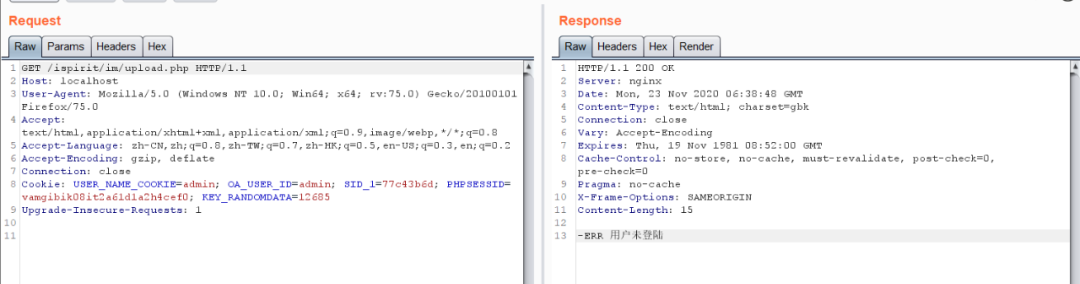 Request
Raw Params Headers Hex
1 GET /ispirit/im/upload.php HTTP/1.1
2 Host: localhost
3 User-Agent: Mozilla/5.0 (Windows NT 10.0; Win64; x64; rv:75.0) Gecko/20100101
Firefox/75.0
4 Accept:
text/html,application/xhtml+xml,application/xml;q=0.9,image/webp,*/*;q=0.8
5 Accept-Language: zh-CN,zh;q=0.8,zh-TW;q=0.7,zh-HK;q=0.5,en-US;q=0.3,en;q=0.2
6 Accept-Encoding: gzip, deflate
7 Connection: close
8 Cookie: USER_NAME_COOKIE=admin; OA_USER_ID=admin; SID_1=77c43b6d; PHPSESSID=
vamgibik08it2a61d1a2h4cef0; KEY_RANDOMDATA=12685
9 Upgrade-Insecure-Requests: 1
10
11
Response
Raw Headers Hex Render
1 HTTP/1.1 200 OK
2 Server: nginx
3 Date: Mon, 23 Nov 2020 06:38:48 GMT
4 Content-Type: text/html; charset=gbk
5 Connection: close
6 Vary: Accept-Encoding
7 Expires: Thu, 19 Nov 1981 08:52:00 GMT
8 Cache-Control: no-store, no-cache, must-revalidate, post-check=0,
pre-check=0
9 Pragma: no-cache
10 X-Frame-Options: SAMEORIGIN
11 Content-Length: 15
12
13 -ERR 用户未登陆